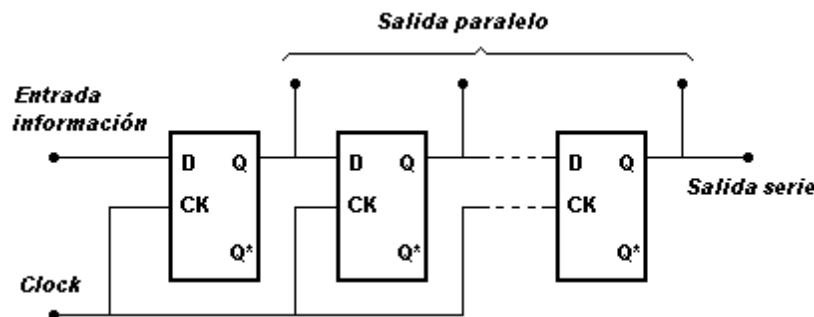 Salida paralelo
Entrada
información
D Q
CK
Q*
D Q
CK
Q*
D Q
CK
Q*
Salida serie
Clock